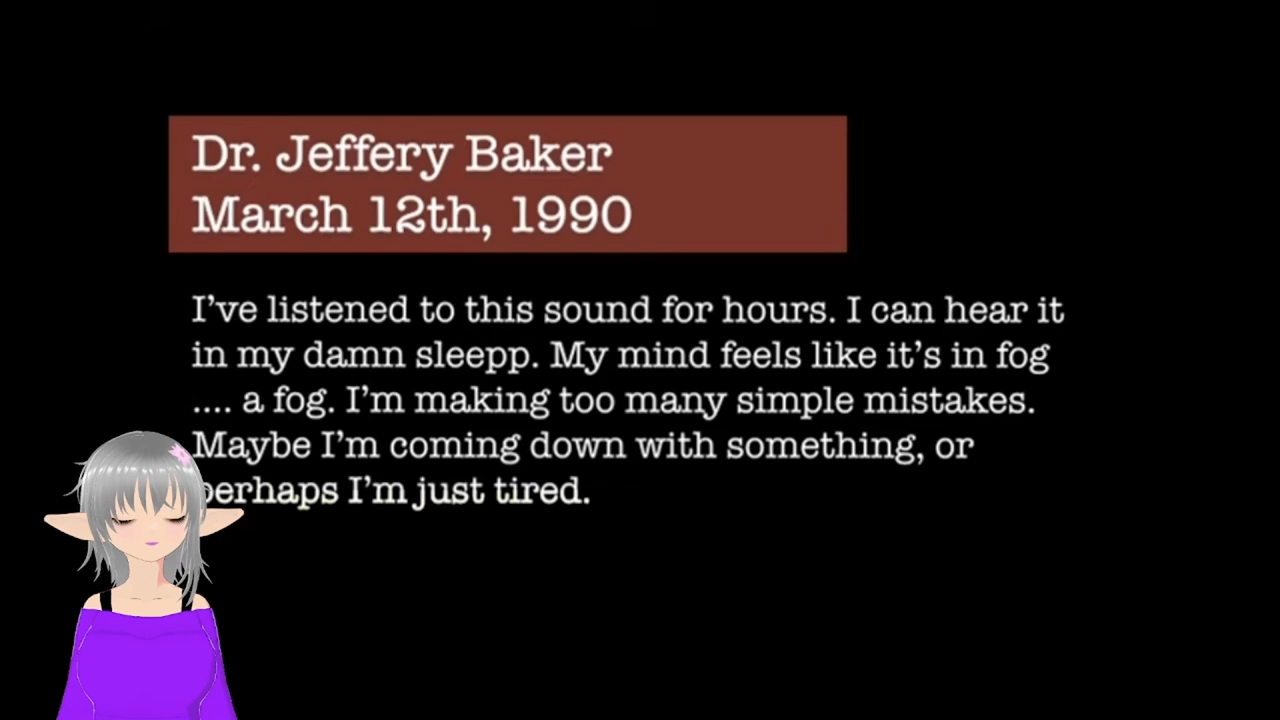 Dr. Jeffery Baker
March 12th, 1990
I've listened to this sound for hours. I can hear it
in my damn sleepp. My mind feels like it's in fog
.... a fog. I'm making too many simple mistakes.
Maybe I'm coming down with something, or
perhaps I'm just tired.